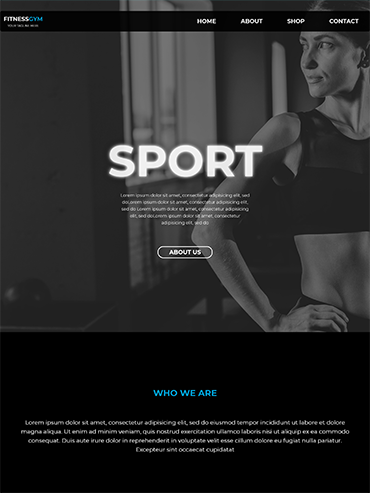 FITNESSGYM
HOME
ABOUT
SHOP
CONTACT
SPORT
Lorem ipsum dolor sit amet, consectetur adipiscing elit, sed
dolorem ipsum dolor sit amet, consectetur adipiscing elit,
sed do Lorem ipsum dolor sit amet, consectetur adipiscing
elit, sed do Lorem ipsum dolor sit amet, consectetur
adipiscing elit, sed do
ABOUT US
WHO WE ARE
Lorem ipsum dolor sit amet, consectetur adipiscing elit, sed do eiusmod tempor incididunt ut labore et dolore
magna aliqua. Ut enim ad minim veniam, quis nostrud exercitation ullamco laboris nisi ut aliquip ex ea commodo
consequat. Duis aute irure dolor in reprehenderit in voluptate velit esse cillum dolore eu fugiat nulla pariatur.
Excepteur sint occaecat cupidatat